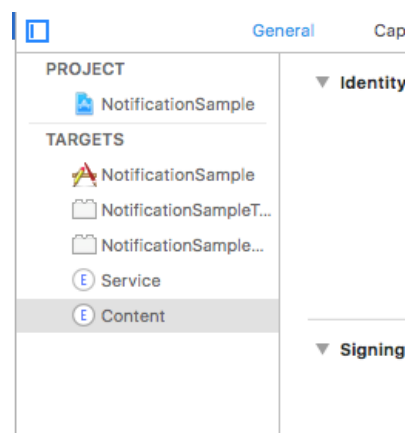 General Cap
PROJECT
Identity
NotificationSample
TARGETS
NotificationSample
NotificationSampleT...
NotificationSample...
E Service
E Content
Signing